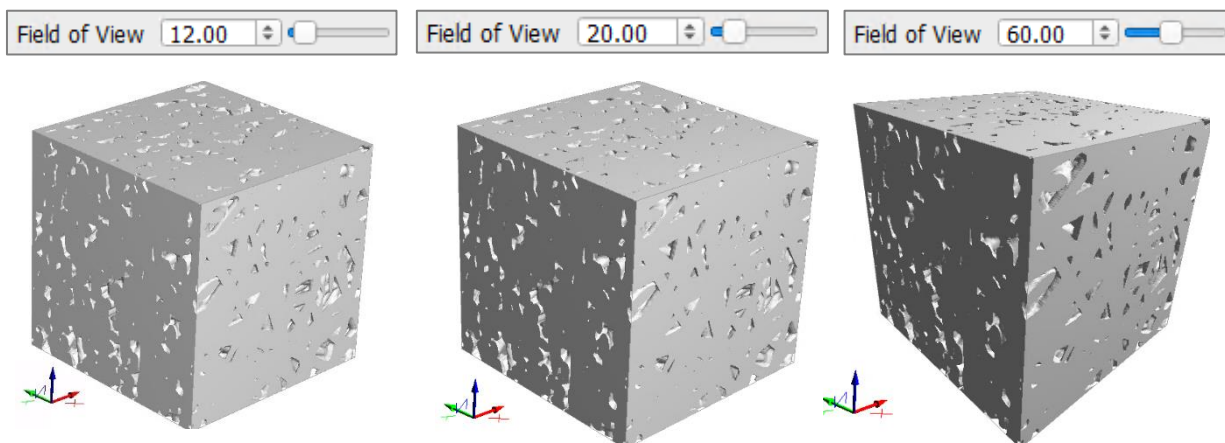 Field of View 12.00
Field of View 20.00
Field of View 60.00
X
X
X